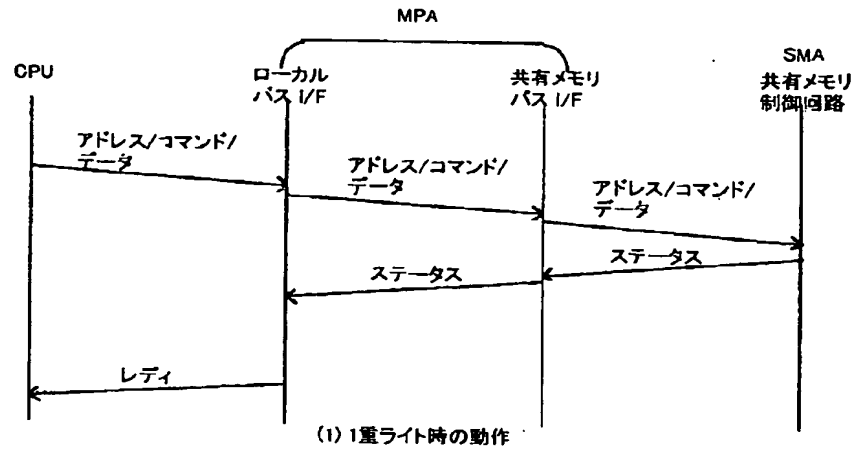 MPA
CPU
ローカル
バス I/F
共有メモリ
バス I/F
SMA
共有メモリ
制御回路
アドレス/コマンド/
データ
アドレス/コマンド/
データ
アドレス/コマンド/
データ
ステータス
ステータス
レディ
(1) 1重ライト時の動作